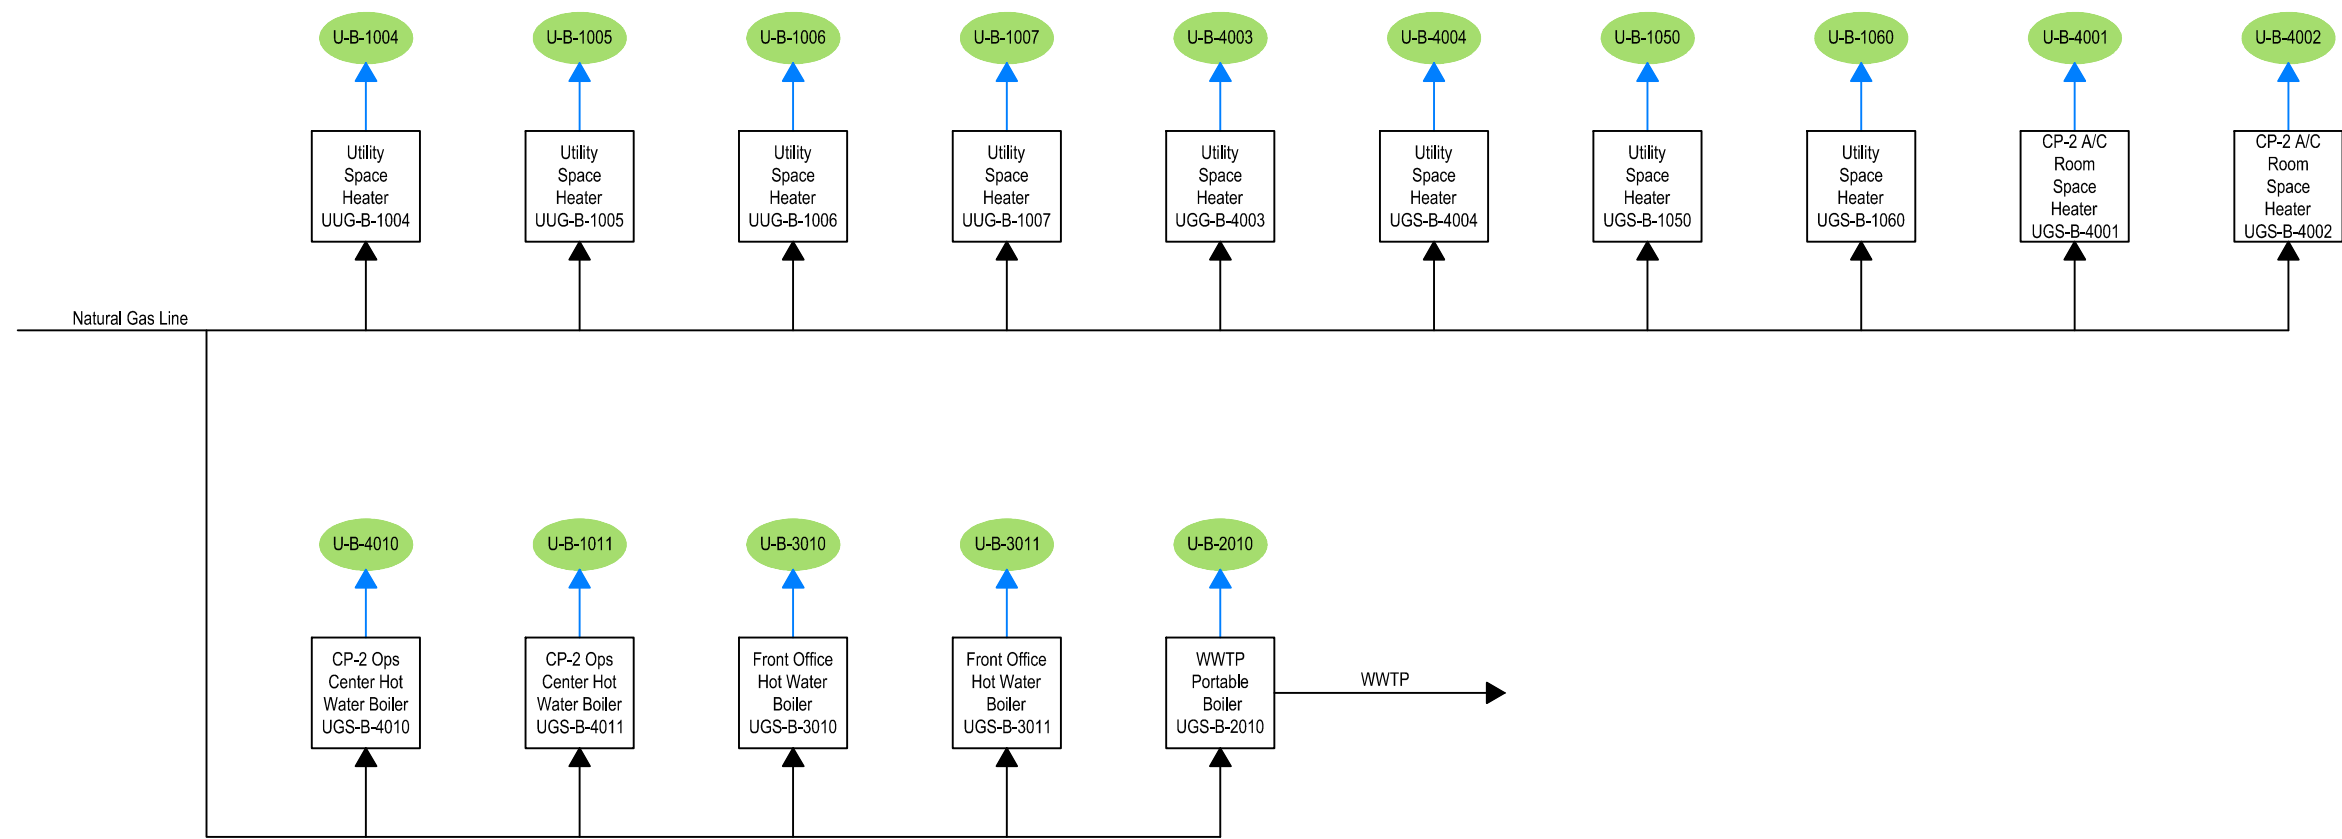 U-B-1004
U-B-1005
U-B-1006
U-B-1007
U-B-4003
U-B-4004
U-B-1050
U-B-1060
U-B-4001
U-B-4002
Utility
Space
Heater
UUG-B-1004
Utility
Space
Heater
UUG-B-1005
Utility
Space
Heater
UUG-B-1006
Utility
Space
Heater
UUG-B-1007
Utility
Space
Heater
UGG-B-4003
Utility
Space
Heater
UGS-B-4004
Utility
Space
Heater
UGS-B-1050
Utility
Space
Heater
UGS-B-1060
CP-2 A/C
Room
Space
Heater
UGS-B-4001
CP-2 A/C
Room
Space
Heater
UGS-B-4002
Natural Gas Line
U-B-4010
U-B-1011
U-B-3010
U-B-3011
U-B-2010
CP-2 Ops
Center Hot
Water Boiler
UGS-B-4010
CP-2 Ops
Center Hot
Water Boiler
UGS-B-4011
Front Office
Hot Water
Boiler
UGS-B-3010
Front Office
Hot Water
Boiler
UGS-B-3011
WWTP
Portable
Boiler
UGS-B-2010
WWTP